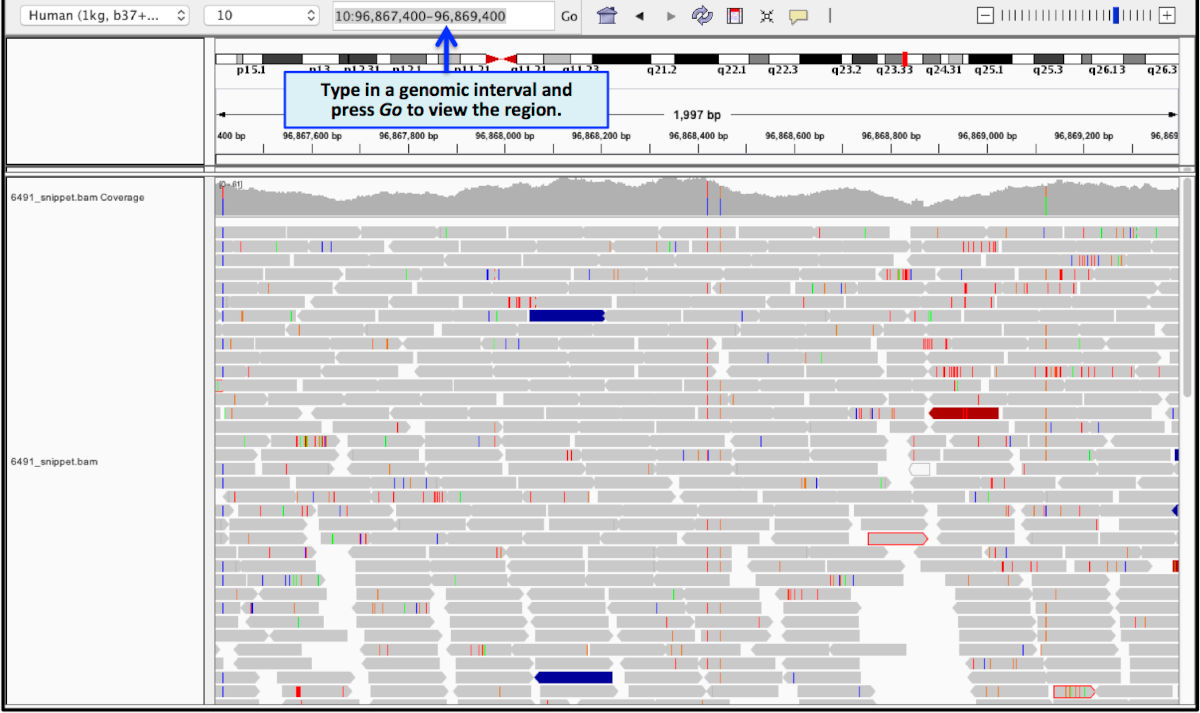 Human (1kg, b37+... 10 10:96,867,400-96,869,400 Go
p15.1 p13 p12.31 p12.1 p11.21 q11.21 q11.23 q21.2 q22.1 q22.3 q23.2 q23.33 q24.31 q25.1 q25.3 q26.13 q26.3
Type in a genomic interval and
press Go to view the region.
1,997 bp
400 bp 96,867,600 bp 96,867,800 bp 96,868,000 bp 96,868,200 bp 96,868,400 bp 96,868,600 bp 96,868,800 bp 96,869,000 bp 96,869,200 bp 96,869
[0-61]
6491_snippet.bam Coverage
6491_snippet.bam